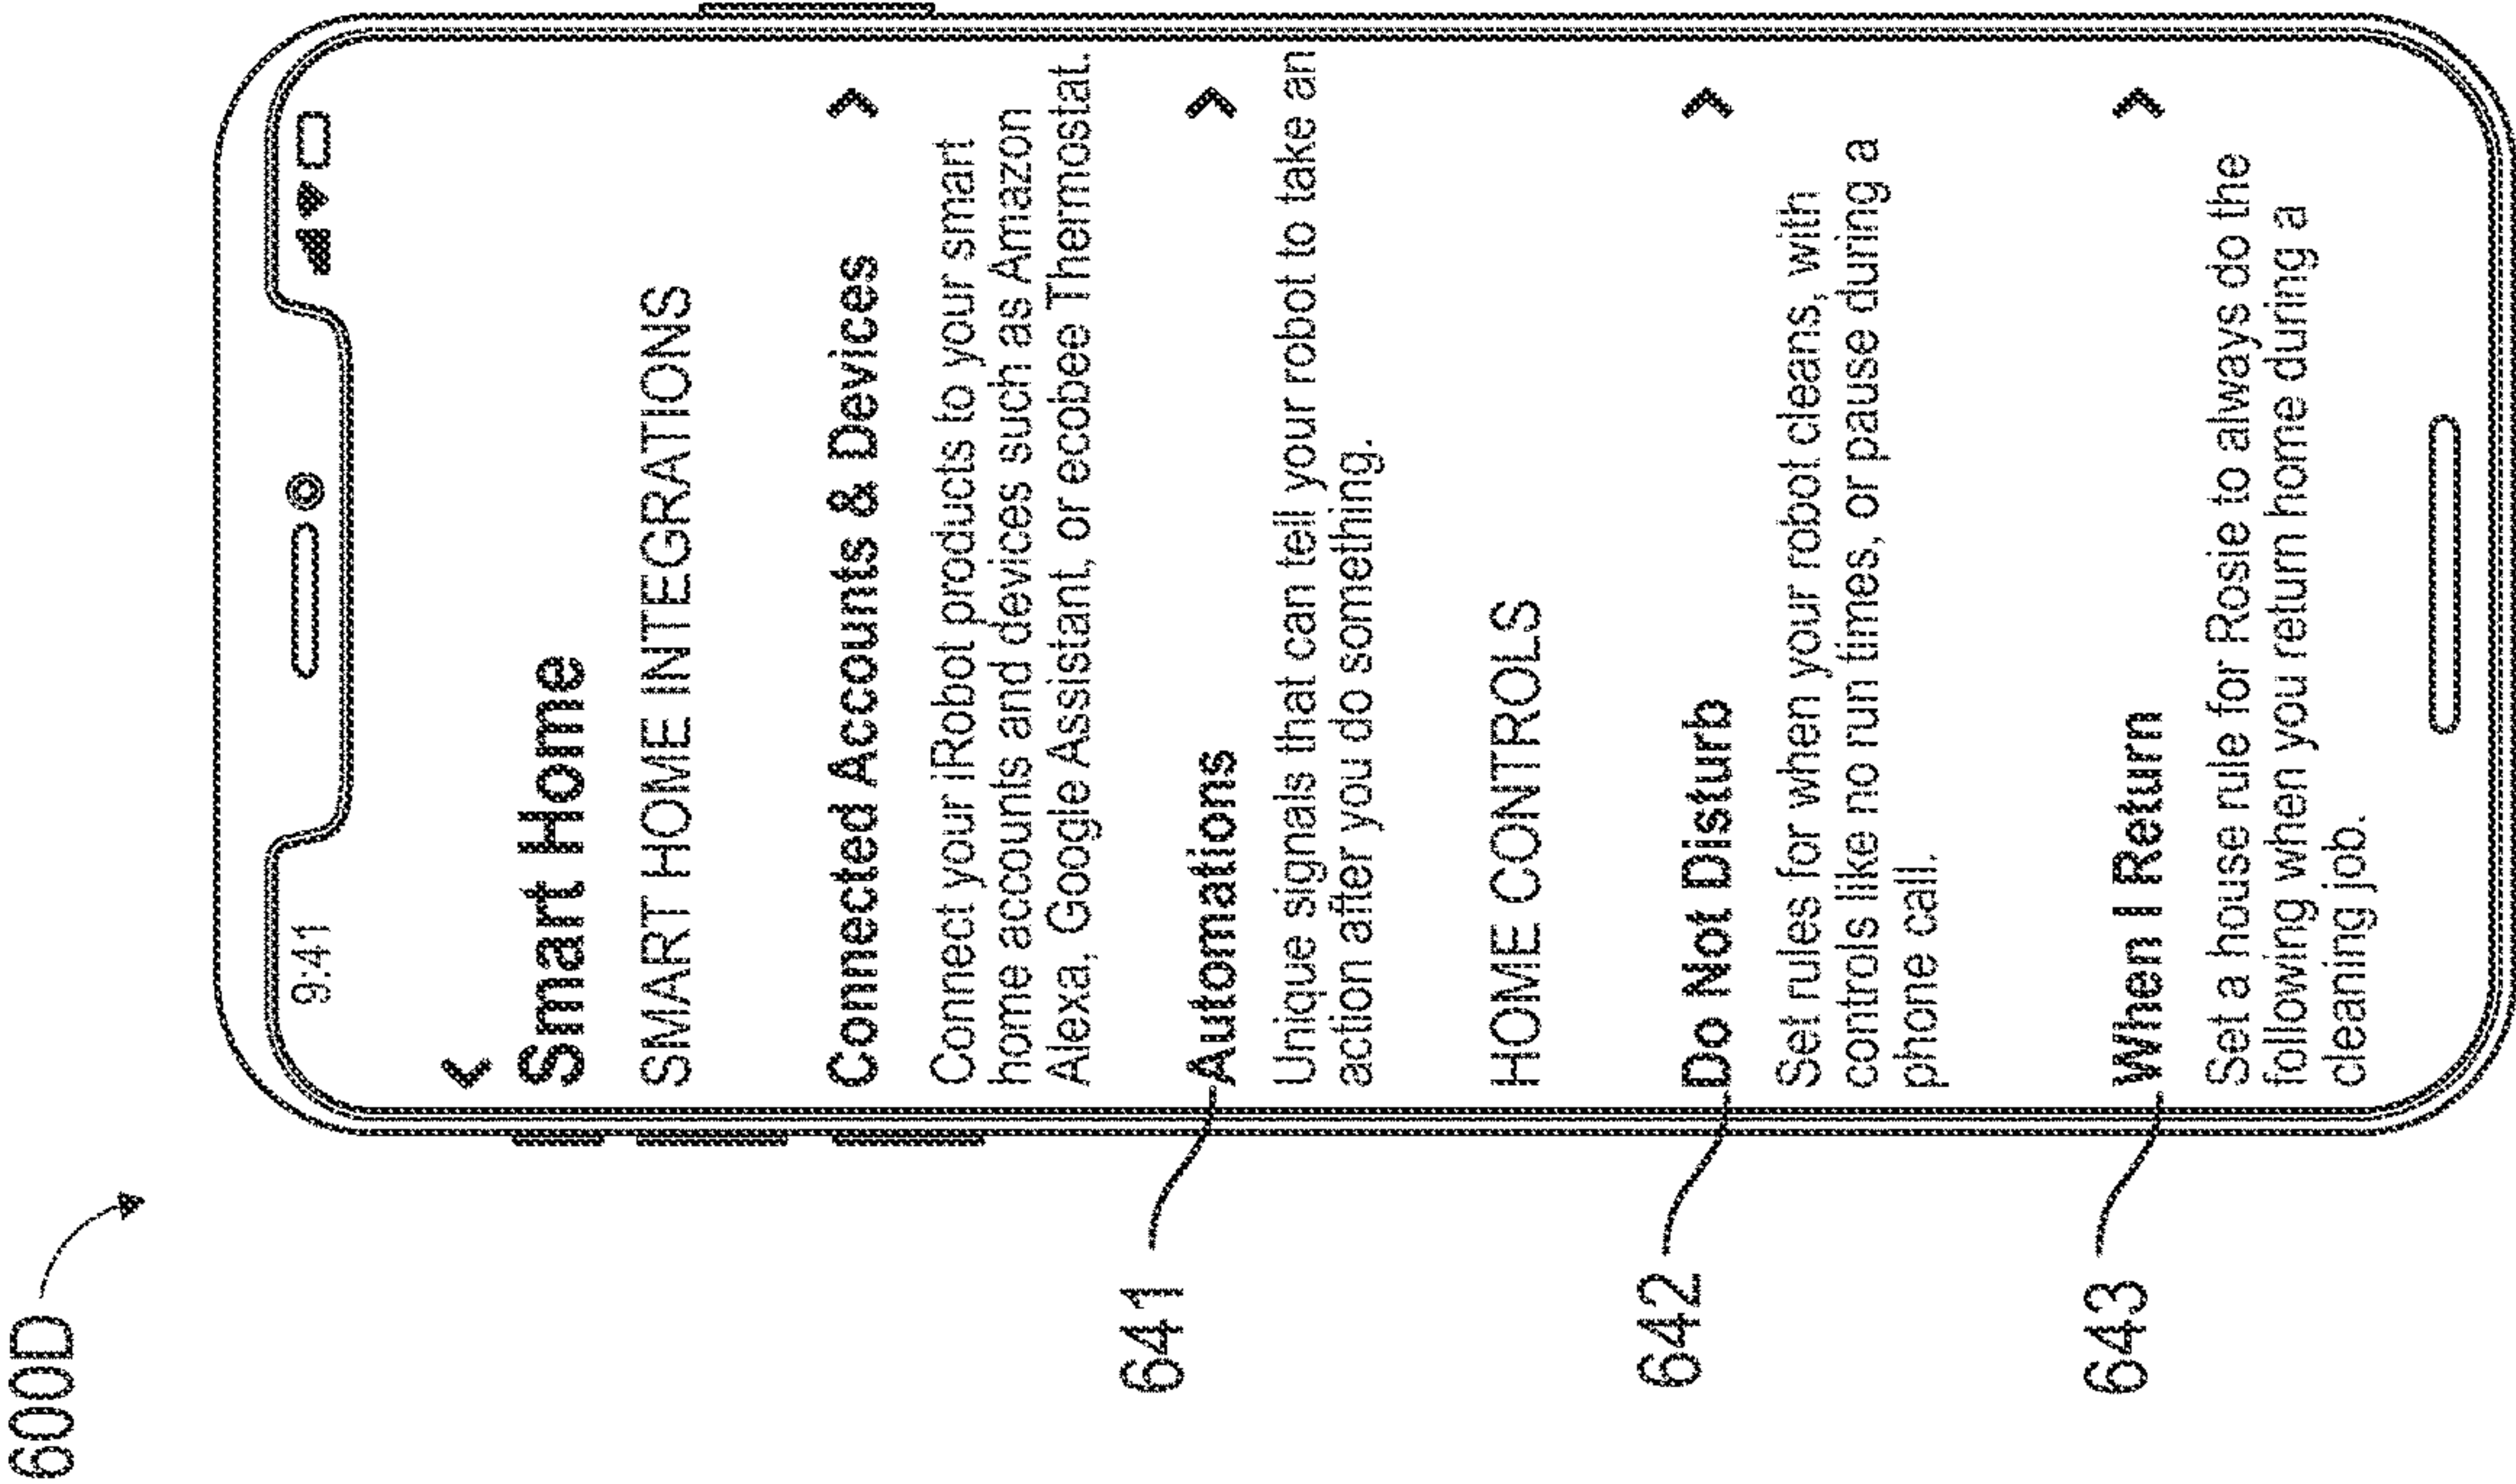 600D
9:41
Smart Home
SMART HOME INTEGRATIONS
Connected Accounts & Devices
Connect your iRobot products to your smart
home accounts and devices such as Amazon
Alexa, Google Assistant, or ecobee Thermostat.
641
Automations
Unique signals that can tell your robot to take an
action after you do something.
HOME CONTROLS
642
Do Not Disturb
Set rules for when your robot cleans, with
controls like no run times, or pause during a
phone call.
643
When I Return
Set a house rule for Rosie to always do the
following when you return home during a
cleaning job.